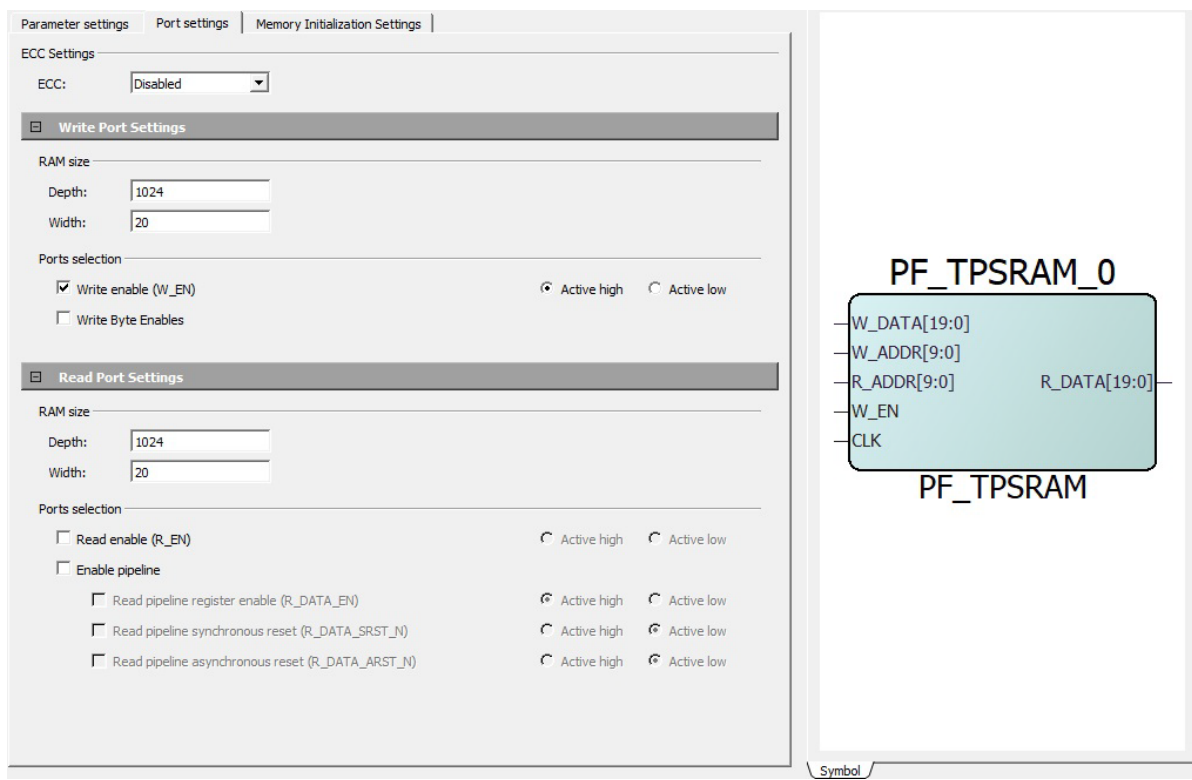 Parameter settings Port settings Memory Initialization Settings
ECC Settings
ECC: Disabled
Write Port Settings
RAM size
Depth: 1024
Width: 20
Ports selection
Write enable (W_EN) Active high Active low
Write Byte Enables
Read Port Settings
RAM size
Depth: 1024
Width: 20
Ports selection
Read enable (R_EN) Active high Active low
Enable pipeline
Read pipeline register enable (R_DATA_EN) Active high Active low
Read pipeline synchronous reset (R_DATA_SRST_N) Active high Active low
Read pipeline asynchronous reset (R_DATA_ARST_N) Active high Active low
PF_TPSRAM_0
W_DATA[19:0]
W_ADDR[9:0]
R_ADDR[9:0] R_DATA[19:0]
W_EN
CLK
PF_TPSRAM
Symbol